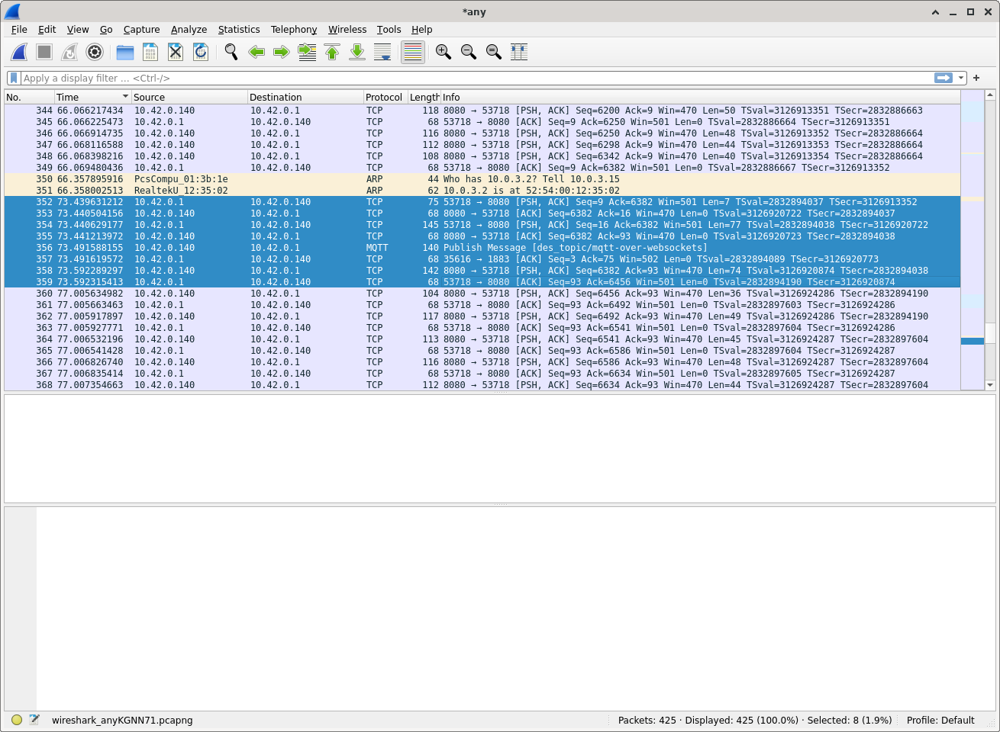 *any
File Edit View Go Capture Analyze Statistics Telephony Wireless Tools Help
Apply a display filter … <Ctrl-/>
No. Time Source Destination Protocol Length Info
344 66.066217434 10.42.0.140 10.42.0.1 TCP 118 8080 → 53718 [PSH, ACK] Seq=6200 Ack=9 Win=470 Len=50 TSval=3126913351 TSecr=2832886663
345 66.066225473 10.42.0.1 10.42.0.140 TCP 68 53718 → 8080 [ACK] Seq=9 Ack=6250 Win=501 Len=0 TSval=2832886664 TSecr=3126913351
346 66.066914735 10.42.0.140 10.42.0.1 TCP 116 8080 → 53718 [PSH, ACK] Seq=6250 Ack=9 Win=470 Len=48 TSval=3126913352 TSecr=2832886664
347 66.068116588 10.42.0.140 10.42.0.1 TCP 112 8080 → 53718 [PSH, ACK] Seq=6298 Ack=9 Win=470 Len=44 TSval=3126913353 TSecr=2832886664
348 66.068398216 10.42.0.140 10.42.0.1 TCP 108 8080 → 53718 [PSH, ACK] Seq=6342 Ack=9 Win=470 Len=40 TSval=3126913354 TSecr=2832886664
349 66.069480436 10.42.0.1 10.42.0.140 TCP 68 53718 → 8080 [ACK] Seq=9 Ack=6382 Win=501 Len=0 TSval=2832886667 TSecr=3126913352
350 66.357895916 PcsCompu_01:3b:1e ARP 44 Who has 10.0.3.2? Tell 10.0.3.15
351 66.358002513 RealtekU_12:35:02 ARP 62 10.0.3.2 is at 52:54:00:12:35:02
352 73.439631212 10.42.0.1 10.42.0.140 TCP 75 53718 → 8080 [PSH, ACK] Seq=9 Ack=6382 Win=501 Len=7 TSval=2832894037 TSecr=3126913352
353 73.440504156 10.42.0.140 10.42.0.1 TCP 68 8080 → 53718 [ACK] Seq=6382 Ack=16 Win=470 Len=0 TSval=3126920722 TSecr=2832894037
354 73.440629177 10.42.0.1 10.42.0.140 TCP 145 53718 → 8080 [PSH, ACK] Seq=16 Ack=6382 Win=501 Len=77 TSval=2832894038 TSecr=3126920722
355 73.441213972 10.42.0.140 10.42.0.1 TCP 68 8080 → 53718 [ACK] Seq=6382 Ack=93 Win=470 Len=0 TSval=3126920723 TSecr=2832894038
356 73.491588155 10.42.0.140 10.42.0.1 MQTT 140 Publish Message [des_topic/mqtt-over-websockets]
357 73.491619572 10.42.0.1 10.42.0.140 TCP 68 35616 → 1883 [ACK] Seq=3 Ack=75 Win=502 Len=0 TSval=2832894089 TSecr=3126920773
358 73.592289297 10.42.0.140 10.42.0.1 TCP 142 8080 → 53718 [PSH, ACK] Seq=6382 Ack=93 Win=470 Len=74 TSval=3126920874 TSecr=2832894038
359 73.592315413 10.42.0.1 10.42.0.140 TCP 68 53718 → 8080 [ACK] Seq=93 Ack=6456 Win=501 Len=0 TSval=2832894190 TSecr=3126920874
360 77.005634982 10.42.0.140 10.42.0.1 TCP 104 8080 → 53718 [PSH, ACK] Seq=6456 Ack=93 Win=470 Len=36 TSval=3126924286 TSecr=2832894190
361 77.005663463 10.42.0.1 10.42.0.140 TCP 68 53718 → 8080 [ACK] Seq=93 Ack=6492 Win=501 Len=0 TSval=2832897603 TSecr=3126924286
362 77.005917897 10.42.0.140 10.42.0.1 TCP 117 8080 → 53718 [PSH, ACK] Seq=6492 Ack=93 Win=470 Len=49 TSval=3126924286 TSecr=2832894190
363 77.005927771 10.42.0.1 10.42.0.140 TCP 68 53718 → 8080 [ACK] Seq=93 Ack=6541 Win=501 Len=0 TSval=2832897604 TSecr=3126924286
364 77.006532196 10.42.0.140 10.42.0.1 TCP 113 8080 → 53718 [PSH, ACK] Seq=6541 Ack=93 Win=470 Len=45 TSval=3126924287 TSecr=2832897604
365 77.006541428 10.42.0.1 10.42.0.140 TCP 68 53718 → 8080 [ACK] Seq=93 Ack=6586 Win=501 Len=0 TSval=2832897604 TSecr=3126924287
366 77.006826740 10.42.0.140 10.42.0.1 TCP 116 8080 → 53718 [PSH, ACK] Seq=6586 Ack=93 Win=470 Len=48 TSval=3126924287 TSecr=2832897604
367 77.006835414 10.42.0.1 10.42.0.140 TCP 68 53718 → 8080 [ACK] Seq=93 Ack=6634 Win=501 Len=0 TSval=2832897605 TSecr=3126924287
368 77.007354663 10.42.0.140 10.42.0.1 TCP 112 8080 → 53718 [PSH, ACK] Seq=6634 Ack=93 Win=470 Len=44 TSval=3126924287 TSecr=2832897604
wireshark_anyKGNN71.pcapng Packets: 425 · Displayed: 425 (100.0%) · Selected: 8 (1.9%) Profile: Default